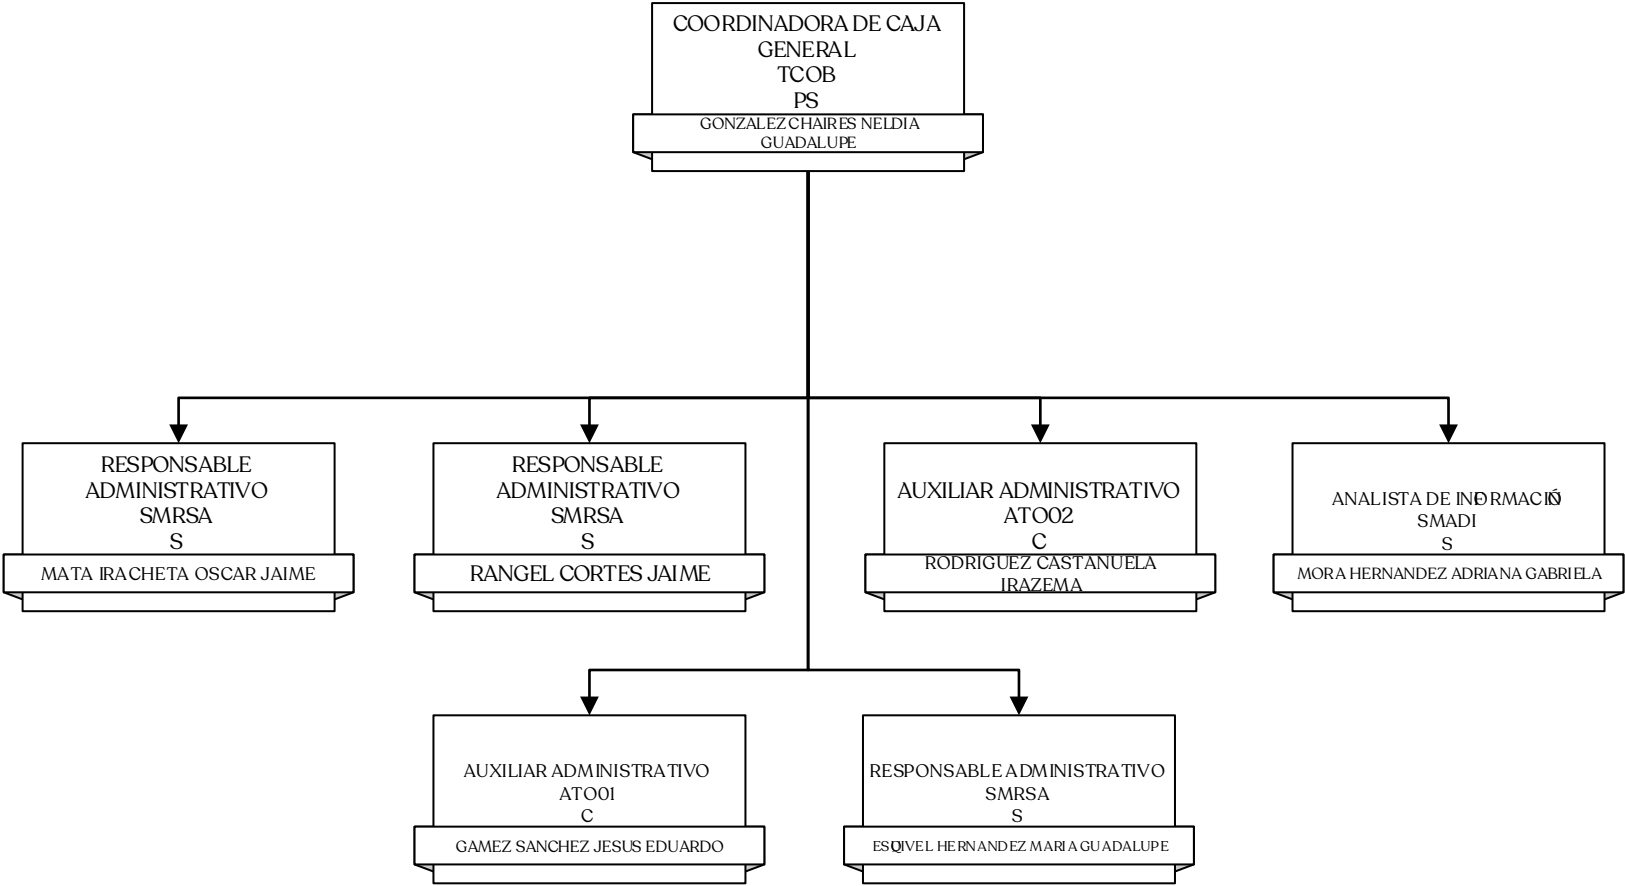 COORDINADORA DE CAJA
GENERAL
TCOB
PS
GONZALEZ CHAIRES NELDIA
GUADALUPE
RESPONSABLE
ADMINISTRATIVO
SMRSA
S
MATA IRACHETA OSCAR JAIME
RESPONSABLE
ADMINISTRATIVO
SMRSA
S
RANGEL CORTES JAIME
AUXILIAR ADMINISTRATIVO
ATO02
C
RODRIGUEZ CASTANUELA
IRAZEMA
ANALISTA DE INFORMACIÓN
SMADI
S
MORA HERNANDEZ ADRIANA GABRIELA
AUXILIAR ADMINISTRATIVO
ATO01
C
GAMEZ SANCHEZ JESUS EDUARDO
RESPONSABLE ADMINISTRATIVO
SMRSA
S
ESQUIVEL HERNANDEZ MARIA GUADALUPE